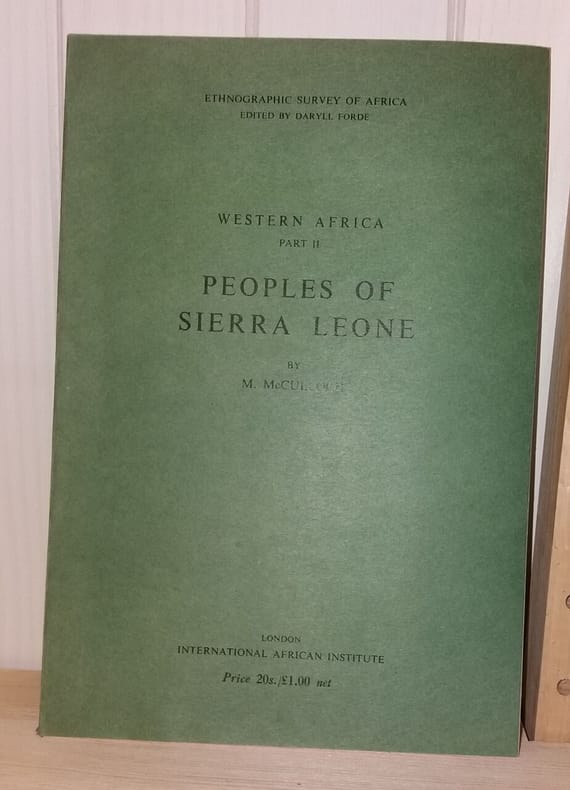 ETHNOGRAPHIC SURVEY OF AFRICA
EDITED BY DARYLL FORDE
WESTERN AFRICA
PART II
PEOPLES OF
SIERRA LEONE
BY
M. McCULLOCH
LONDON
INTERNATIONAL AFRICAN INSTITUTE
Price 20s./£1.00 net